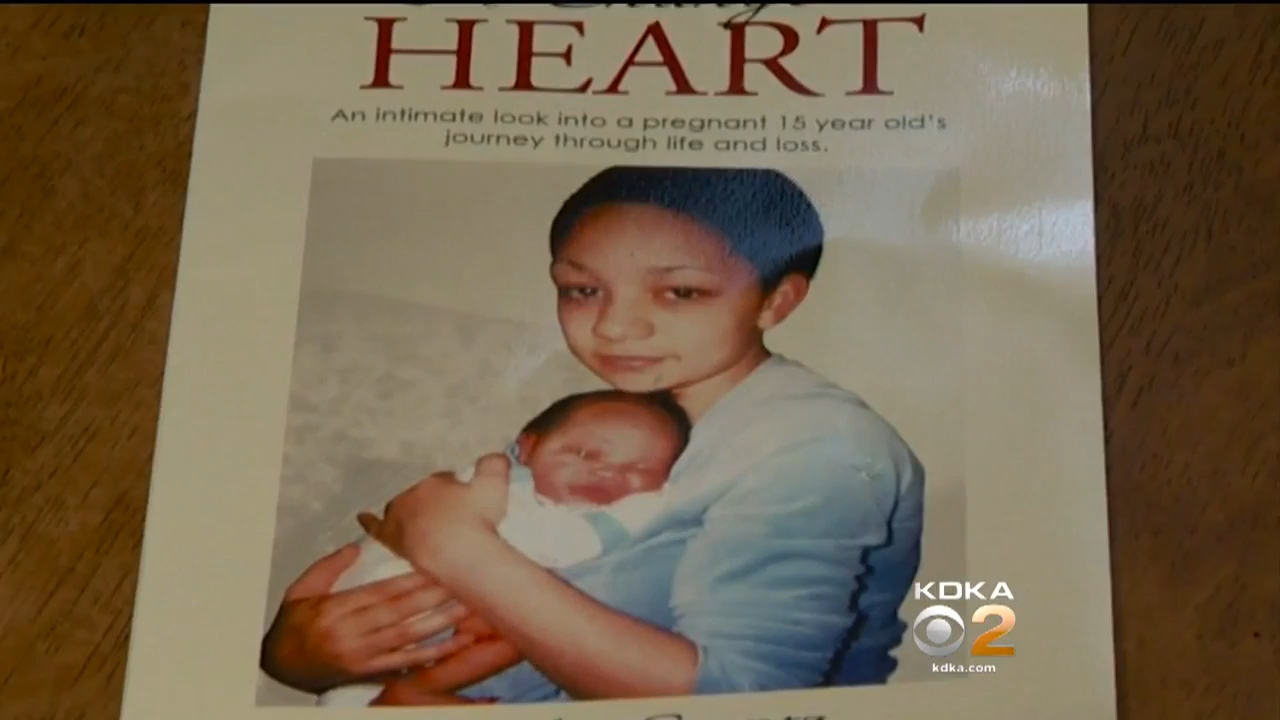 HEART
An intimate look into a pregnant 15 year old's
journey through life and loss.
KDKA
2
kdka.com